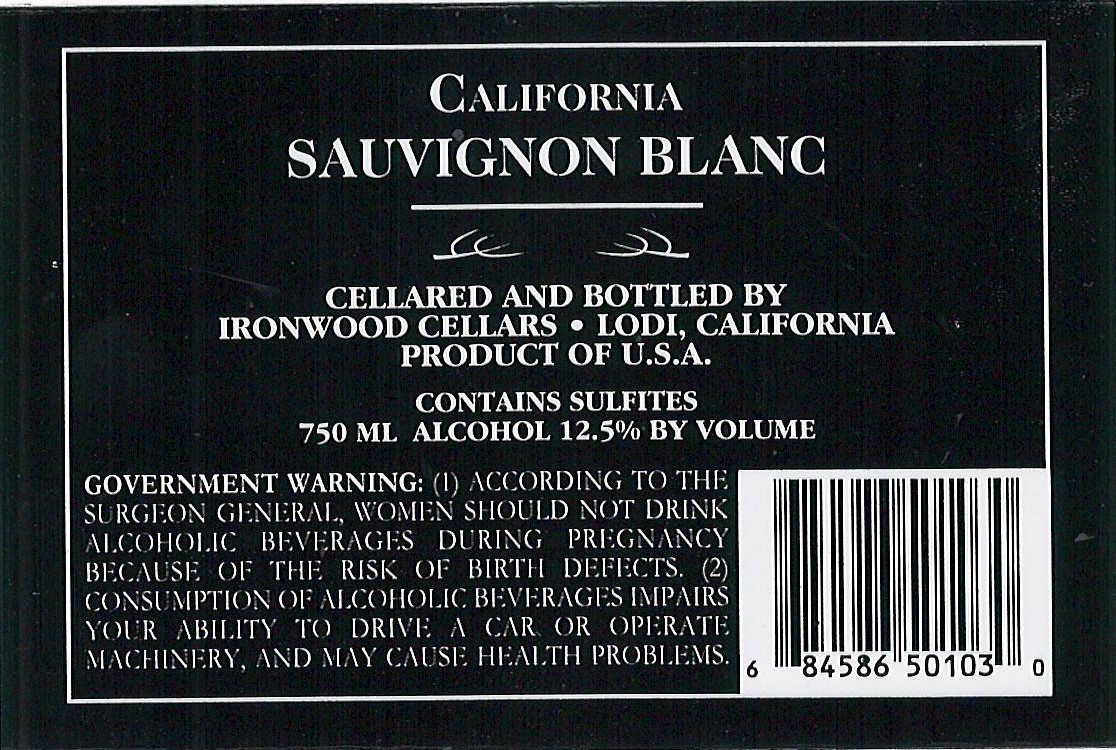 CALIFORNIA
SAUVIGNON BLANC
CELLARED AND BOTTLED BY
IRONWOOD CELLARS • LODI, CALIFORNIA
PRODUCT OF U.S.A.
CONTAINS SULFITES
750 ML ALCOHOL 12.5% BY VOLUME
GOVERNMENT WARNING: (1) ACCORDING TO THE
SURGEON GENERAL, WOMEN SHOULD NOT DRINK
ALCOHOLIC BEVERAGES DURING PREGNANCY
BECAUSE OF THE RISK OF BIRTH DEFECTS. (2)
CONSUMPTION OF ALCOHOLIC BEVERAGES IMPAIRS
YOUR ABILITY TO DRIVE A CAR OR OPERATE
MACHINERY, AND MAY CAUSE HEALTH PROBLEMS.
6 84586 50103 0